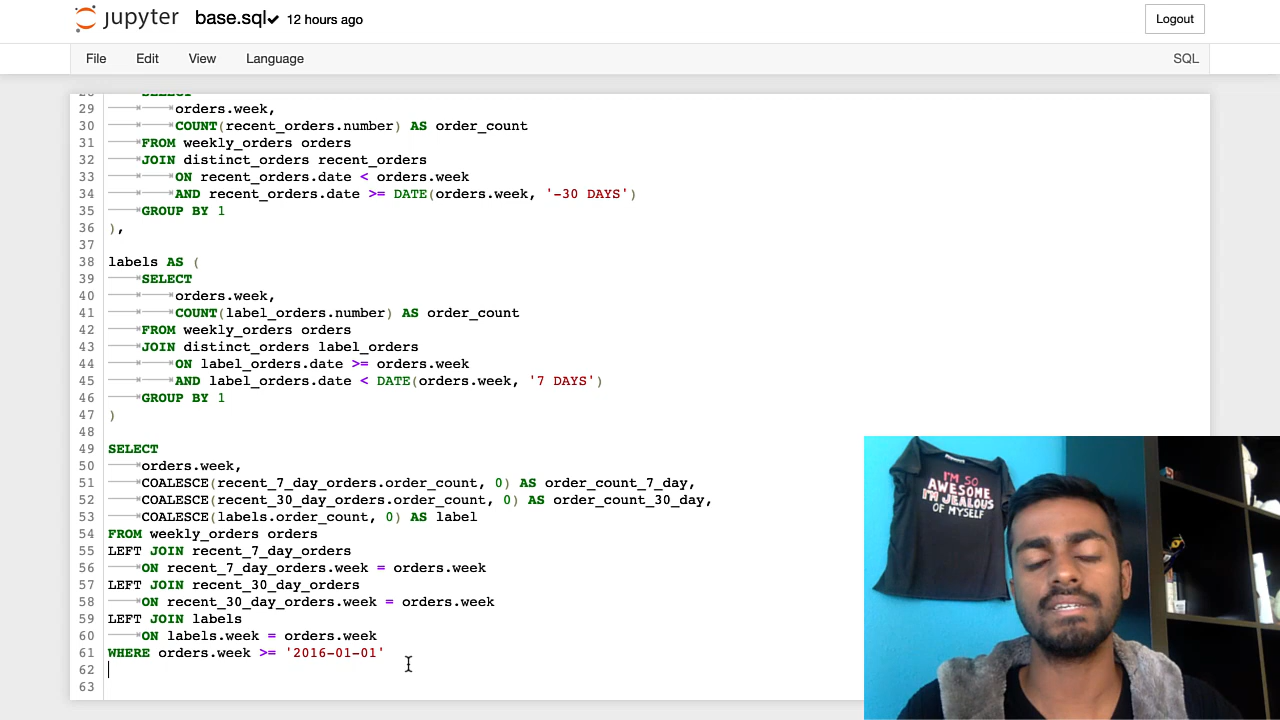 jupyter base.sql✔ 12 hours ago
Logout
File Edit View Language
SQL
28 SELECT
29 orders.week,
30 COUNT(recent_orders.number) AS order_count
31 FROM weekly_orders orders
32 JOIN distinct_orders recent_orders
33 ON recent_orders.date < orders.week
34 AND recent_orders.date >= DATE(orders.week, '-30 DAYS')
35 GROUP BY 1
36 ),
37
38 labels AS (
39 SELECT
40 orders.week,
41 COUNT(label_orders.number) AS order_count
42 FROM weekly_orders orders
43 JOIN distinct_orders label_orders
44 ON label_orders.date >= orders.week
45 AND label_orders.date < DATE(orders.week, '7 DAYS')
46 GROUP BY 1
47 )
48
49 SELECT
50 orders.week,
51 COALESCE(recent_7_day_orders.order_count, 0) AS order_count_7_day,
52 COALESCE(recent_30_day_orders.order_count, 0) AS order_count_30_day,
53 COALESCE(labels.order_count, 0) AS label
54 FROM weekly_orders orders
55 LEFT JOIN recent_7_day_orders
56 ON recent_7_day_orders.week = orders.week
57 LEFT JOIN recent_30_day_orders
58 ON recent_30_day_orders.week = orders.week
59 LEFT JOIN labels
60 ON labels.week = orders.week
61 WHERE orders.week >= '2016-01-01'
62
63
I'M SO
AWESOME
I'M JEALOUS
OF MYSELF